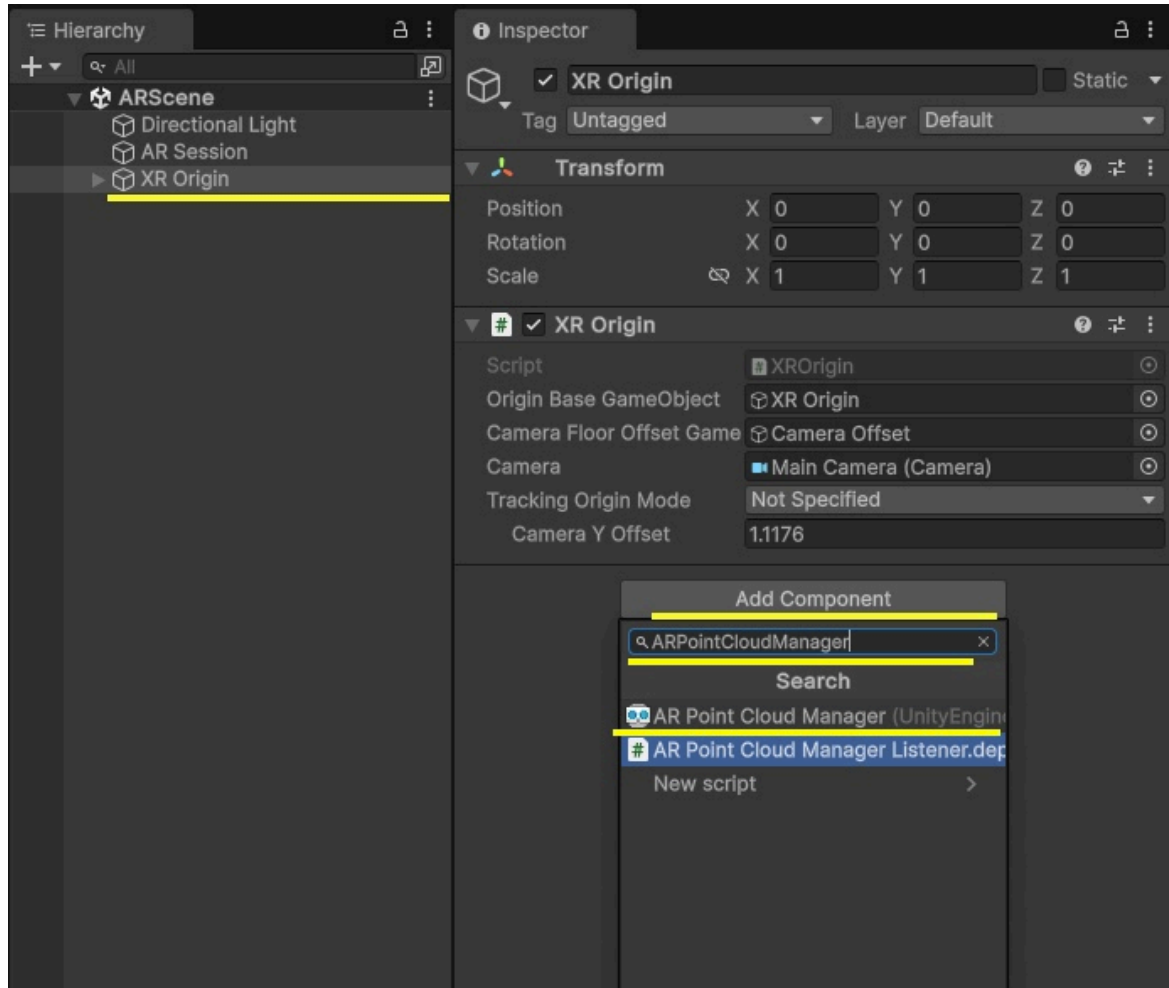 Hierarchy
All
ARScene
Directional Light
AR Session
XR Origin
Inspector
XR Origin Static
Tag Untagged Layer Default
Transform
Position X 0 Y 0 Z 0
Rotation X 0 Y 0 Z 0
Scale X 1 Y 1 Z 1
# XR Origin
Script # XROrigin
Origin Base GameObject XR Origin
Camera Floor Offset Game Camera Offset
Camera Main Camera (Camera)
Tracking Origin Mode Not Specified
Camera Y Offset 1.1176
Add Component
ARPointCloudManager
Search
AR Point Cloud Manager (UnityEngine
# AR Point Cloud Manager Listener.dep
New script